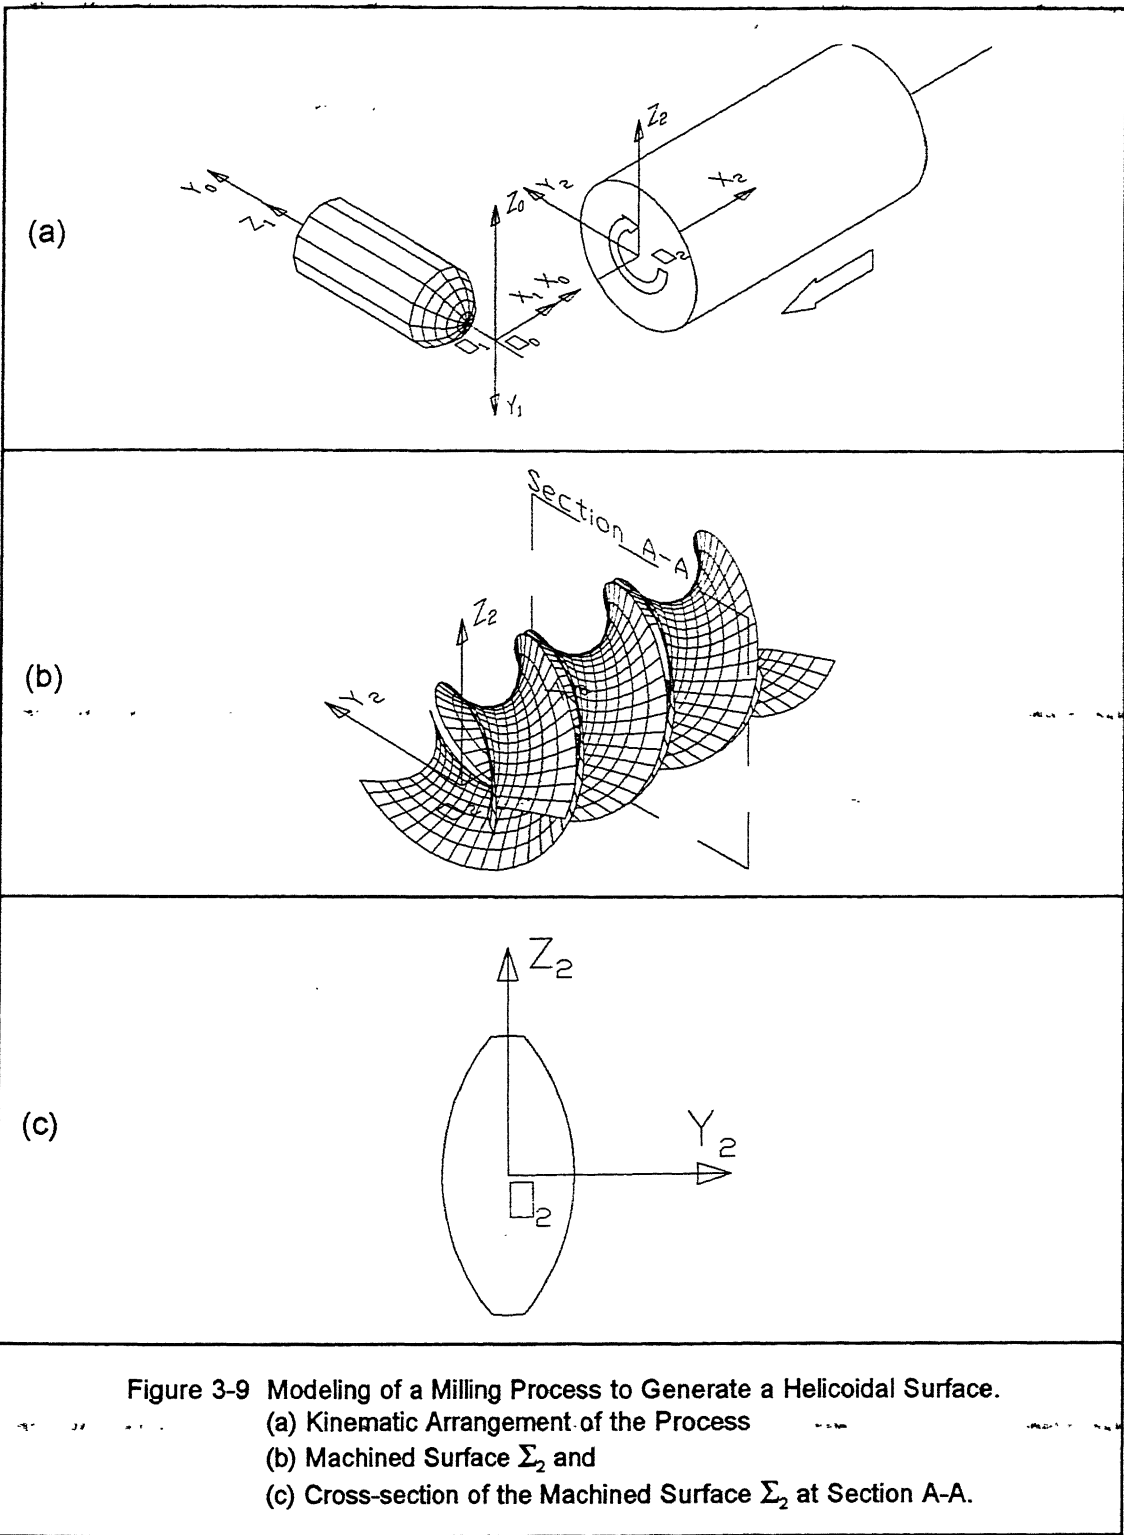 (a)
Y0
Z1
Z0
X1
X0
O1
O0
Y1
Z2
Y2
X2
O2
(b)
Section A-A
Z2
Y2
O2
(c)
Z2
Y2
O2
Figure 3-9 Modeling of a Milling Process to Generate a Helicoidal Surface.
(a) Kinematic Arrangement of the Process
(b) Machined Surface Σ2 and
(c) Cross-section of the Machined Surface Σ2 at Section A-A.